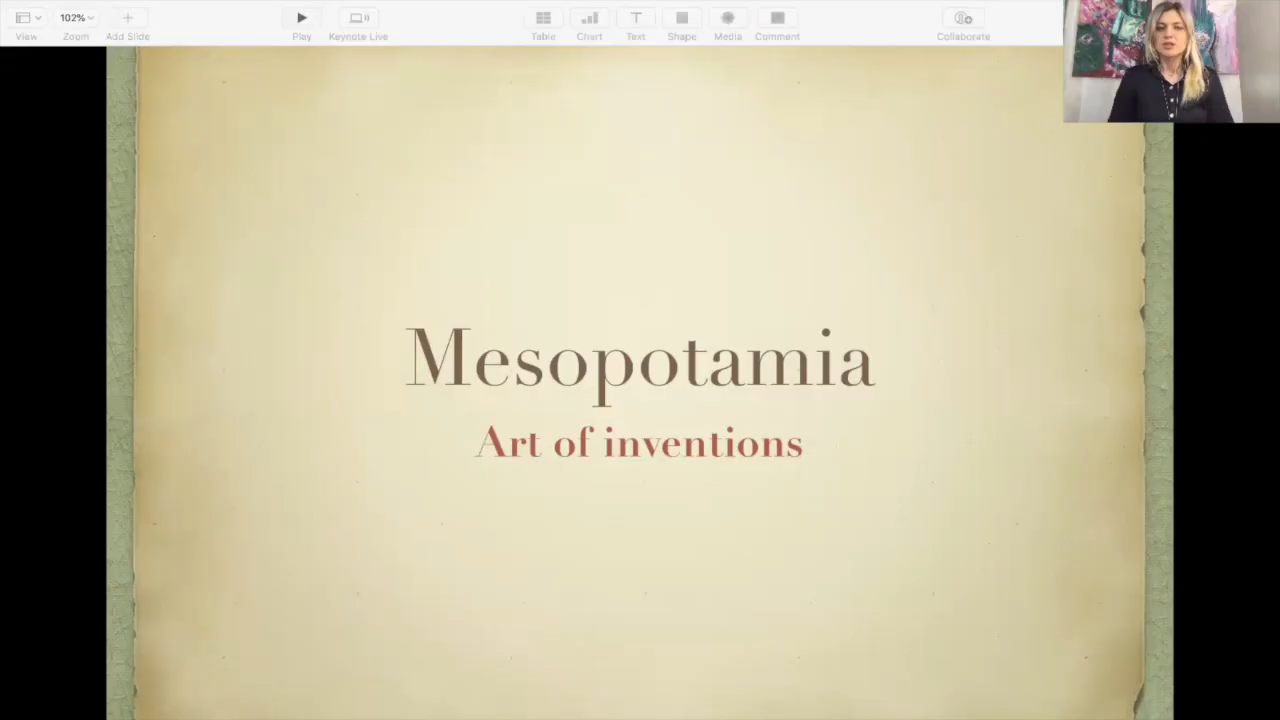 102%
View Zoom Add Slide Play Keynote Live Table Chart Text Shape Media Comment Collaborate
Mesopotamia
Art of inventions